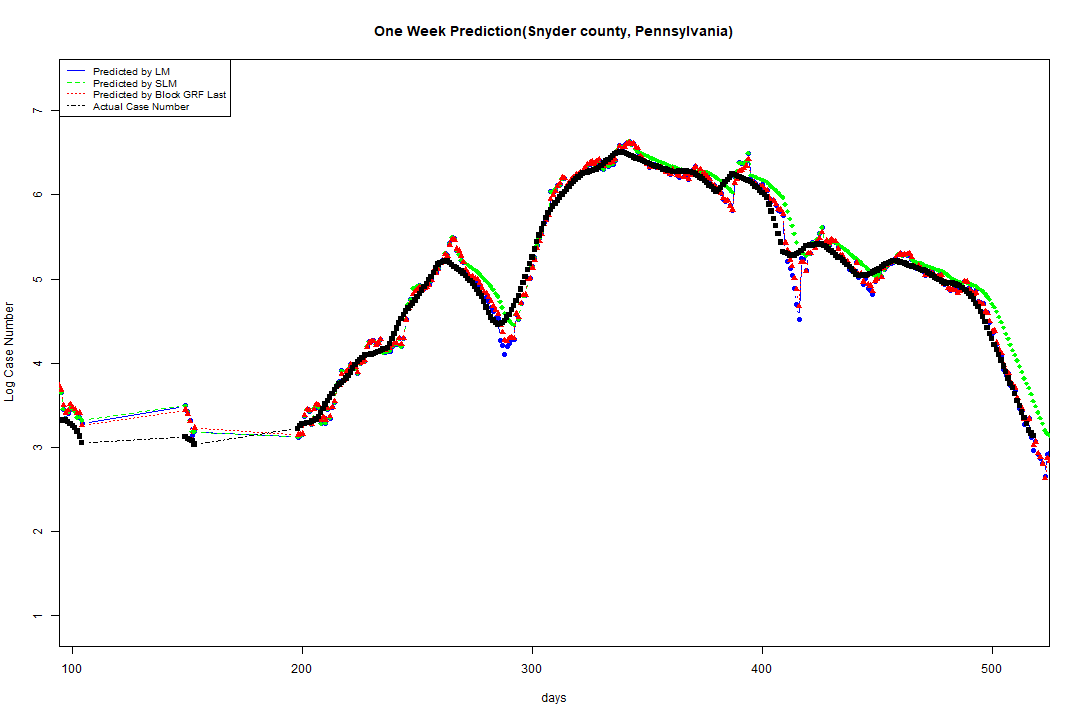 One Week Prediction(Snyder county, Pennsylvania)
Predicted by LM
Predicted by SLM
Predicted by Block GRF Last
Actual Case Number
7
6
5
4
3
2
1
Log Case Number
100 200 300 400 500
days